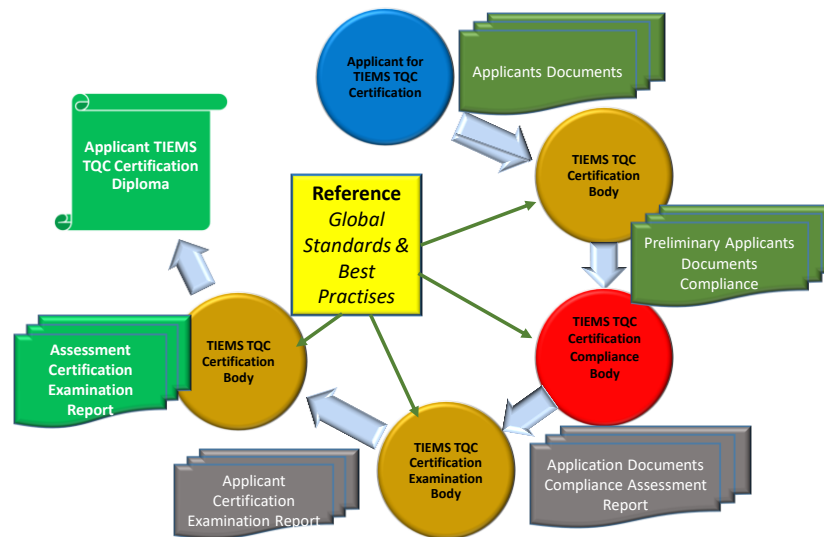 Applicant for
TIEMS TQC
Certification
Applicants Documents
TIEMS TQC
Certification
Body
Preliminary Applicants
Documents
Compliance
TIEMS TQC
Certification
Compliance
Body
Application Documents
Compliance Assessment
Report
TIEMS TQC
Certification
Examination
Body
Applicant
Certification
Examination Report
TIEMS TQC
Certification
Body
Assessment
Certification
Examination
Report
Applicant TIEMS
TQC Certification
Diploma
Reference
Global
Standards &
Best
Practises